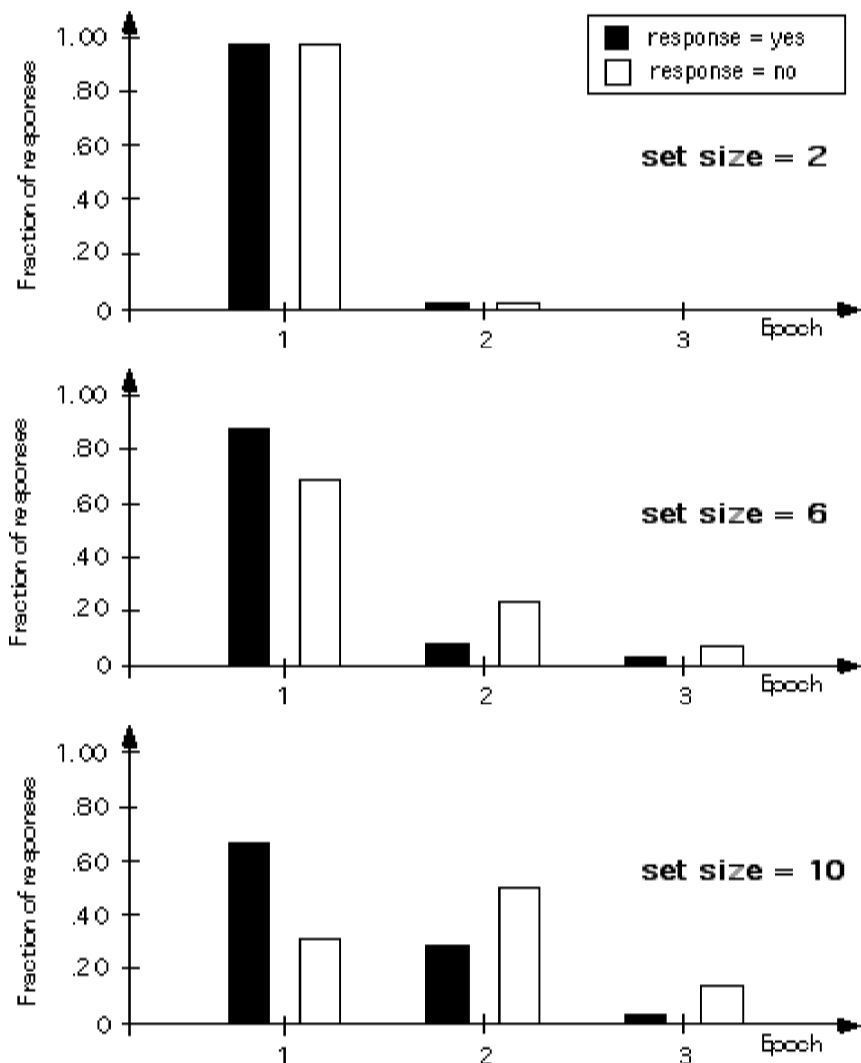 1.00
response = yes
response = no
.80
.60
set size = 2
.40
.20
0
Fraction of responses
1
2
3
Epoch
1.00
.80
.60
set size = 6
.40
.20
0
Fraction of responses
1
2
3
Epoch
1.00
.80
.60
set size = 10
.40
.20
0
Fraction of responses
1
2
3
Epoch